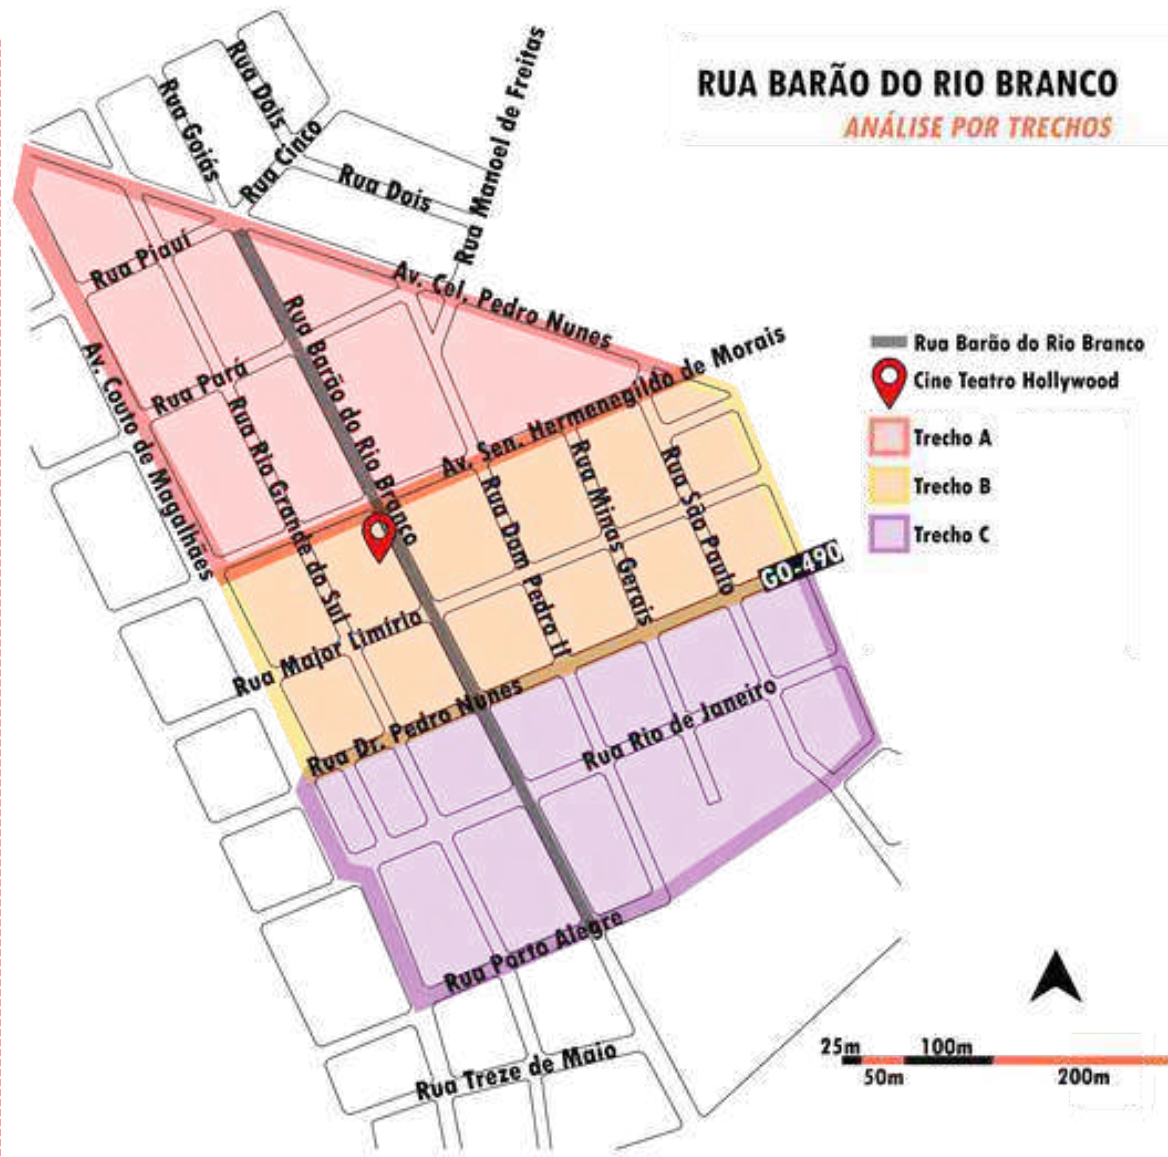 RUA BARÃO DO RIO BRANCO
ANÁLISE POR TRECHOS
Rua Dois
Rua Goiás
Rua Cinco
Rua Manoel de Freitas
Rua Dois
Rua Piauí
Av. Cel. Pedro Nunes
Rua Barão do Rio Branco
Av. Couto de Magalhães
Rua Pará
Av. Sen. Hermenegildo de Morais
Rua Rio Grande do Sul
Rua Dom Pedro II
Rua Minas Gerais
Rua São Paulo
GO-490
Rua Major Limírio
Rua Dr. Pedro Nunes
Rua Rio de Janeiro
Rua Porto Alegre
Rua Treze de Maio
Rua Barão do Rio Branco
Cine Teatro Hollywood
Trecho A
Trecho B
Trecho C
25m
100m
50m
200m